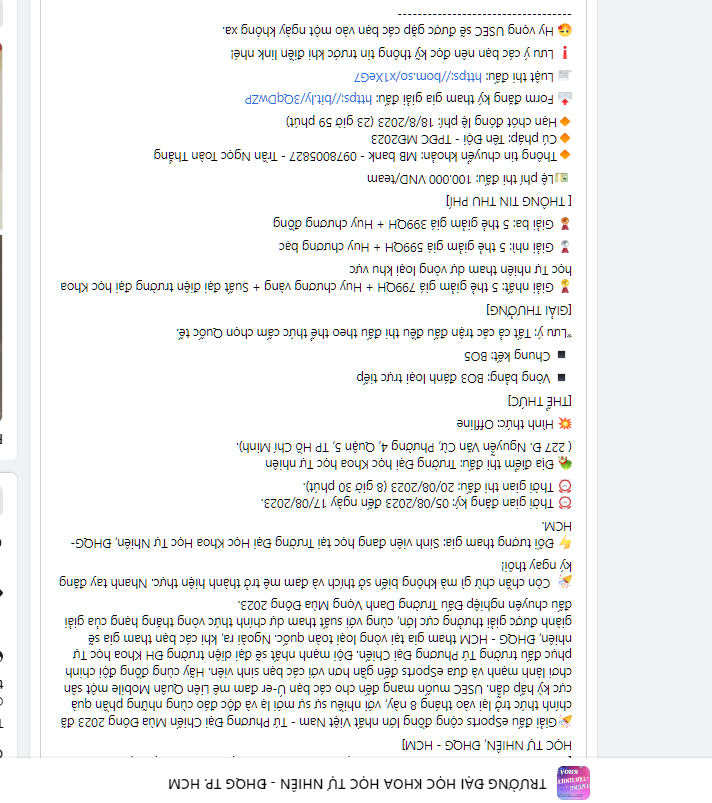 TRƯỜNG ĐẠI HỌC KHOA HỌC TỰ NHIÊN - ĐHQG TP. HCM
HỌC TỰ NHIÊN, ĐHQG - HCM]
🎉Giải đấu eSports cộng đồng lớn nhất Việt Nam - Tứ Phương Đại Chiến Mùa Đông 2023 đã
chính thức trở lại vào tháng 8 này, với nhiều sự sự mới lạ và độc đáo cùng những phần quà
cực kỳ hấp dẫn. USEC muốn mang đến cho các bạn U-er đam mê Liên Quân Mobile một sân
chơi lành mạnh và đưa eSports đến gần hơn với các bạn sinh viên. Hãy cùng đồng đội chinh
phục đấu trường Tứ Phương Đại Chiến. Đội mạnh nhất sẽ đại diện trường ĐH Khoa học Tự
nhiên, ĐHQG - HCM tham gia tại vòng loại toàn quốc. Ngoài ra, khi các bạn tham gia sẽ
giành được giải thưởng cực lớn, cùng với suất tham dự chính thức vòng thăng hạng của giải
đấu chuyên nghiệp Đấu Trường Danh Vọng Mùa Đông 2023.
🎉 Còn chần chừ gì mà không biến sở thích và đam mê trở thành hiện thực. Nhanh tay đăng
ký ngay thôi!
⚡ Đối tượng tham gia: Sinh viên đang học tại Trường Đại Học Khoa Học Tự Nhiên, ĐHQG-
HCM.
⏰ Thời gian đăng ký: 05/08/2023 đến ngày 17/08/2023.
⏰ Thời gian thi đấu: 20/08/2023 (8 giờ 30 phút).
Địa điểm thi đấu: Trường Đại học Khoa học Tự nhiên
( 227 Đ. Nguyễn Văn Cừ, Phường 4, Quận 5, TP Hồ Chí Minh).
💥 Hình thức: Offline
[THỂ THỨC]
◾ Vòng bảng: BO3 đánh loại trực tiếp
◾ Chung kết: BO5
*Lưu ý: Tất cả các trận đấu đều thi đấu theo thể thức cấm chọn Quốc tế.
[GIẢI THƯỞNG]
🏆 Giải nhất: 5 thẻ giảm giá 799QH + Huy chương vàng + Suất đại diện trường đại học Khoa
học Tự nhiên tham dự vòng loại khu vực
Giải nhì: 5 thẻ giảm giá 599QH + Huy chương bạc
Giải ba: 5 thẻ giảm giá 399QH + Huy chương đồng
[ THÔNG TIN THU PHÍ]
💵Lệ phí thi đấu: 100.000 VND/team
🔶Thông tin chuyển khoản: MB bank - 0978005827 - Trần Ngọc Toàn Thắng
🔶Cú pháp: Tên Đội - TPĐC MĐ2023
🔶Hạn chót đóng lệ phí: 18/8/2023 (23 giờ 59 phút)
Form đăng ký tham gia giải đấu: https://bit.ly/3QqDWZP
Luật thi đấu: https://bom.so/x1XeG7
❗ Lưu ý các bạn nên đọc kỹ thông tin trước khi điền link nhé!
Hy vọng USEC sẽ được gặp các bạn vào một ngày không xa.
-----------------------------------